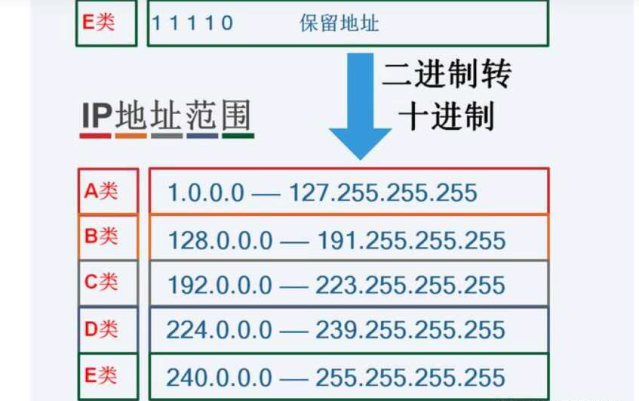 E类 11110 保留地址
二进制转
十进制
IP地址范围
A类 1.0.0.0 — 127.255.255.255
B类 128.0.0.0 — 191.255.255.255
C类 192.0.0.0 — 223.255.255.255
D类 224.0.0.0 — 239.255.255.255
E类 240.0.0.0 — 255.255.255.255